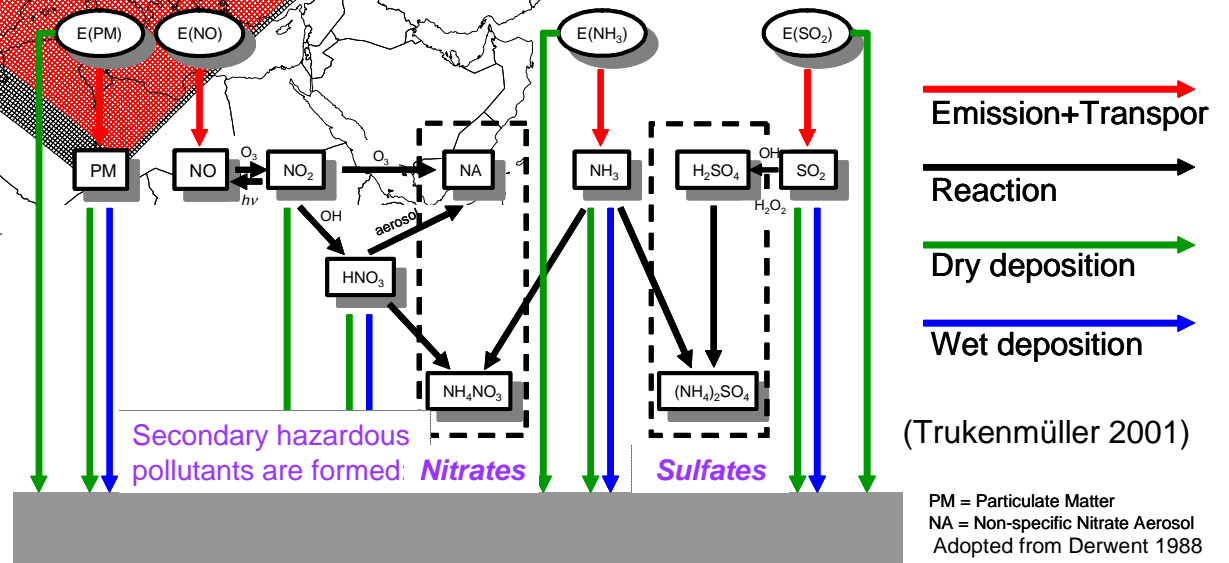 E(PM)
E(NO)
E(NH₃)
E(SO₂)
Emission+Transpor
PM
NO
O₃
hν
NO₂
O₃
NA
NH₃
H₂SO₄
OH
H₂O₂
SO₂
Reaction
OH
aerosol
HNO₃
Dry deposition
Wet deposition
NH₄NO₃
(NH₄)₂SO₄
Secondary hazardous
pollutants are formed: Nitrates Sulfates
(Trukenmüller 2001)
PM = Particulate Matter
NA = Non-specific Nitrate Aerosol
Adopted from Derwent 1988